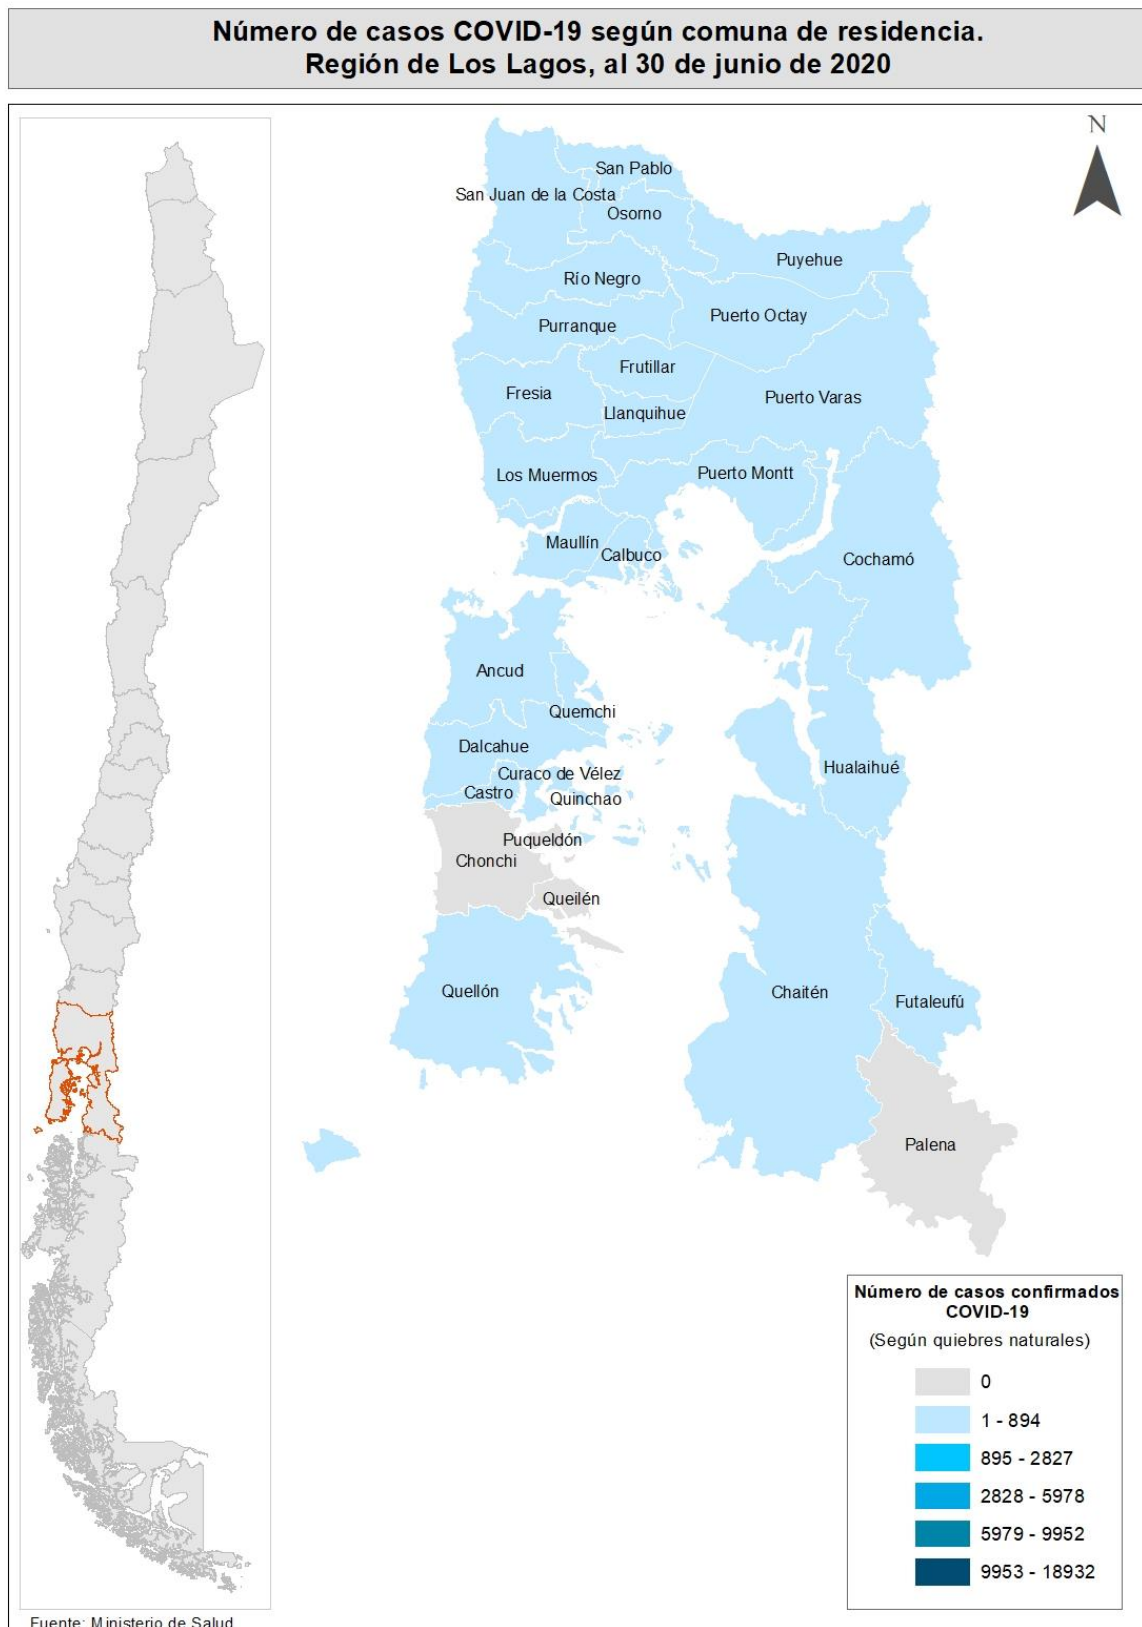 Número de casos COVID-19 según comuna de residencia.
Región de Los Lagos, al 30 de junio de 2020
N
San Pablo
San Juan de la Costa
Osorno
Puyehue
Río Negro
Puerto Octay
Purranque
Frutillar
Fresia
Puerto Varas
Llanquihue
Los Muermos
Puerto Montt
Maullín
Calbuco
Cochamó
Ancud
Quemchi
Dalcahue
Hualaihué
Curaco de Vélez
Castro
Quinchao
Puqueldón
Chonchi
Queilén
Quellón
Chaitén
Futaleufú
Palena
Número de casos confirmados
COVID-19
(Según quiebres naturales)
0
1 - 894
895 - 2827
2828 - 5978
5979 - 9952
9953 - 18932
Fuente: Ministerio de Salud